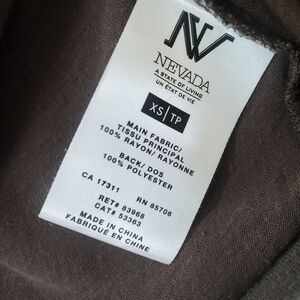 NV
NEVADA
A STATE OF LIVING
UN ÉTAT DE VIE
XS | TP
MAIN FABRIC/
TISSU PRINCIPAL
100% RAYON/ RAYONNE
BACK/ DOS
100% POLYESTER
CA 17311 RN 85706
RET# 83968
CAT# 53363
MADE IN CHINA
FABRIQUÉ EN CHINE